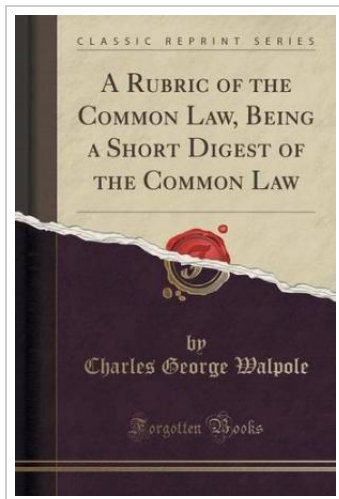 CLASSIC REPRINT SERIES
A RUBRIC OF THE
COMMON LAW, BEING
A SHORT DIGEST OF
THE COMMON LAW
F
by
Charles George Walpole
Forgotten Books